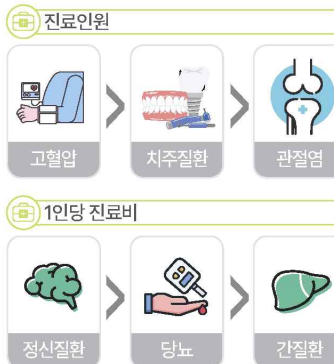 진료인원
고혈압
치주질환
관절염
1인당 진료비
정신질환
당뇨
간질환